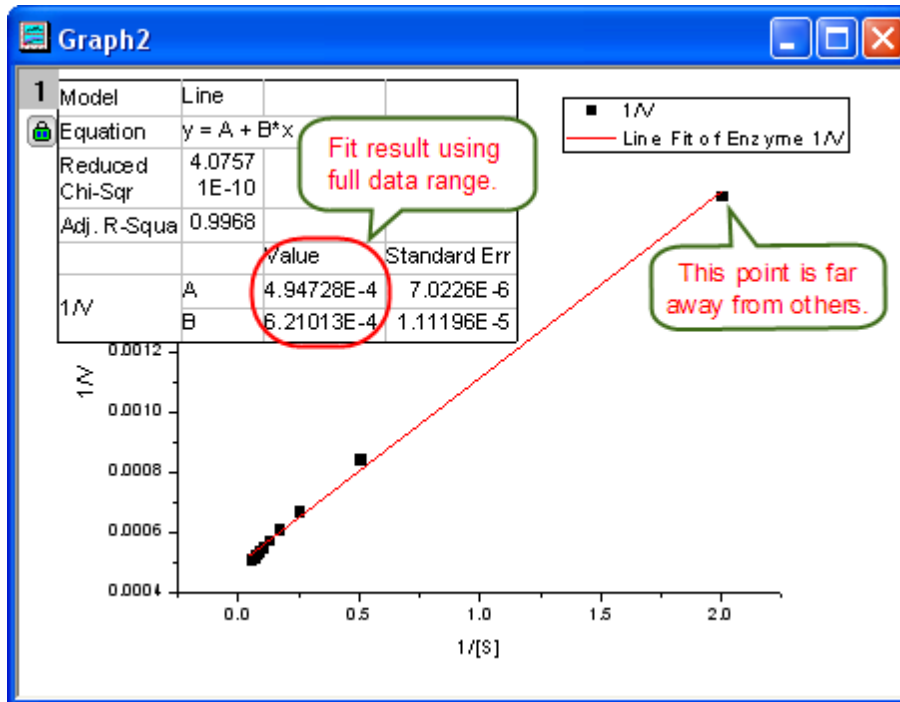 Graph2
1
Model Line
Equation y = A + B*x
Reduced Chi-Sqr 4.0757 1E-10
Adj. R-Squa 0.9968
Value Standard Err
1/V A 4.94728E-4 7.0226E-6
B 6.21013E-4 1.11196E-5
Fit result using
full data range.
1/V
Line Fit of Enzyme 1/V
This point is far
away from others.
1/V
0.0012
0.0010
0.0008
0.0006
0.0004
0.0 0.5 1.0 1.5 2.0
1/[S]